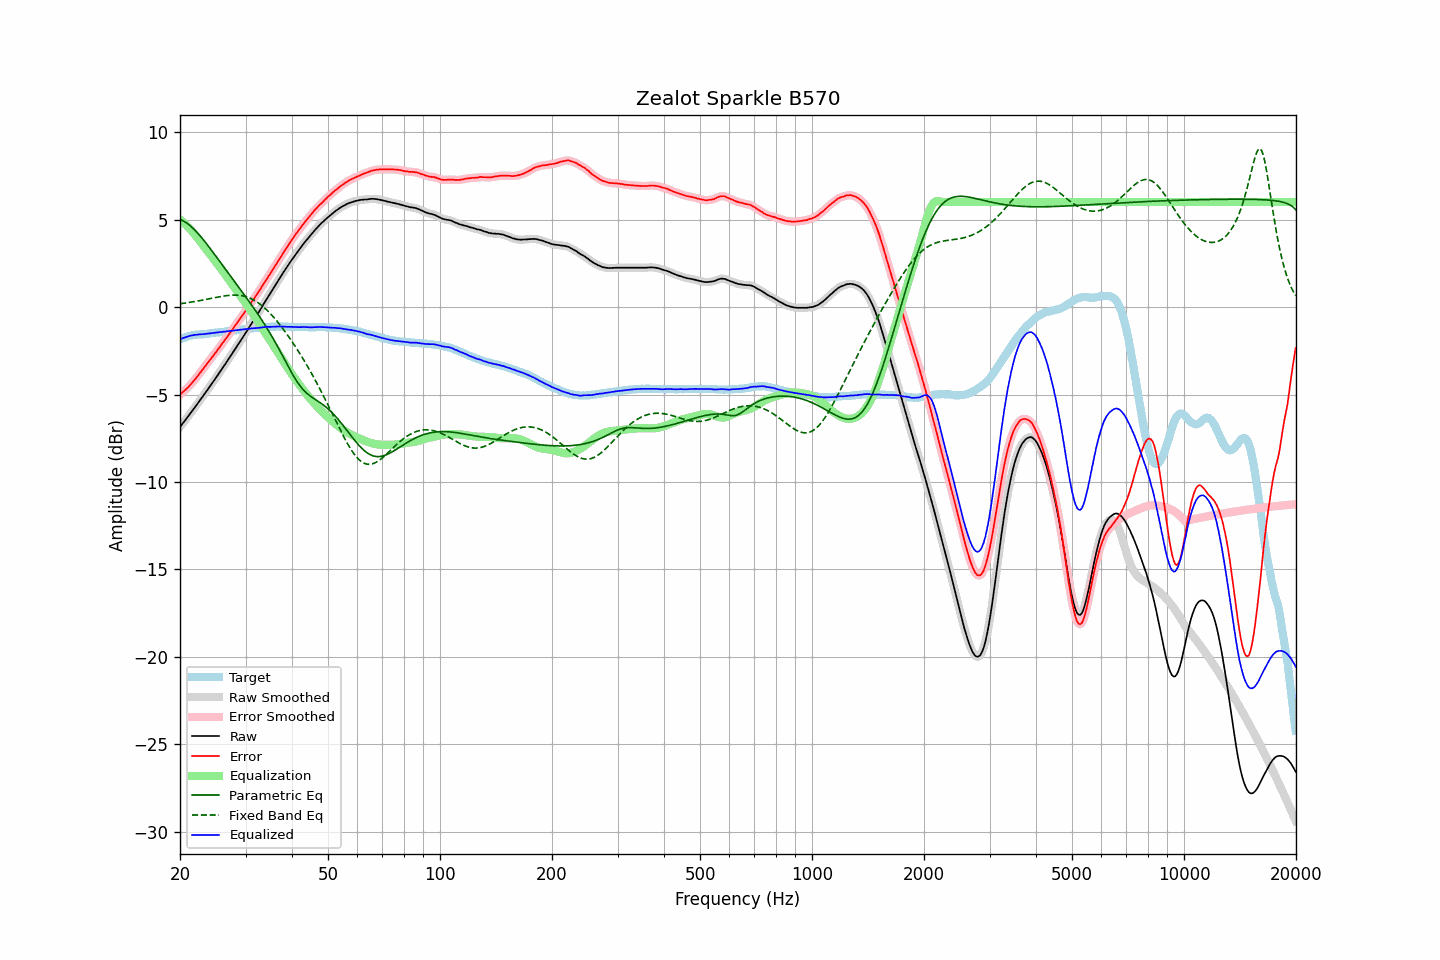 Zealot Sparkle B570
10
5
0
−5
−10
−15
−20
−25
−30
Amplitude (dBr)
Target
Raw Smoothed
Error Smoothed
Raw
Error
Equalization
Parametric Eq
Fixed Band Eq
Equalized
20 50 100 200 500 1000 2000 5000 10000 20000
Frequency (Hz)